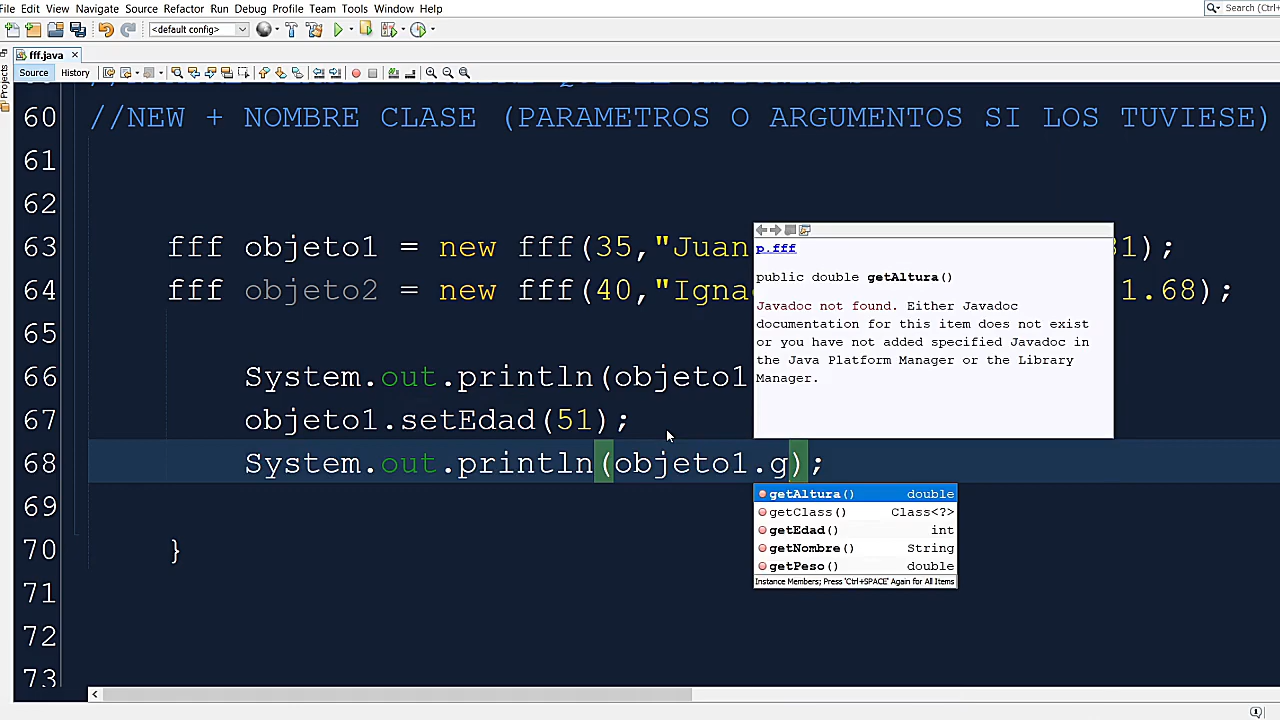 File Edit View Navigate Source Refactor Run Debug Profile Team Tools Window Help
Search (Ctrl+
<default config>
fff.java
Source History
Projects
60 //NEW + NOMBRE CLASE (PARAMETROS O ARGUMENTOS SI LOS TUVIESE)
61
62
63 fff objeto1 = new fff(35,"Juan 1);
64 fff objeto2 = new fff(40,"Igna 1.68);
65
66 System.out.println(objeto1
67 objeto1.setEdad(51);
68 System.out.println(objeto1.g);
69
70 }
71
72
73
p.fff
public double getAltura()
Javadoc not found. Either Javadoc
documentation for this item does not exist
or you have not added specified Javadoc in
the Java Platform Manager or the Library
Manager.
getAltura() double
getClass() Class<?>
getEdad() int
getNombre() String
getPeso() double
Instance Members; Press 'Ctrl+SPACE' Again for All Items